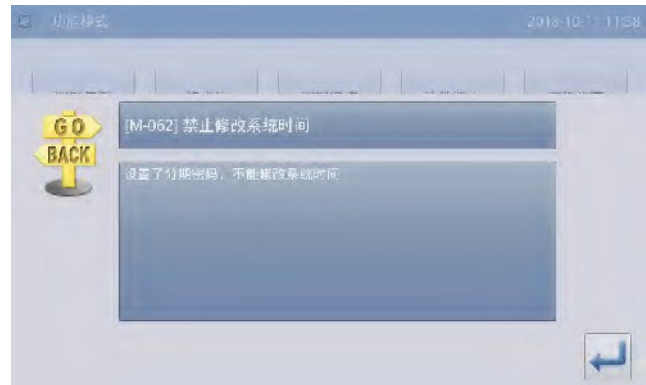 功能模式 2018-10-11 11:38
GO
BACK
[M-062] 禁止修改系统时间
设置了分期密码，不能修改系统时间